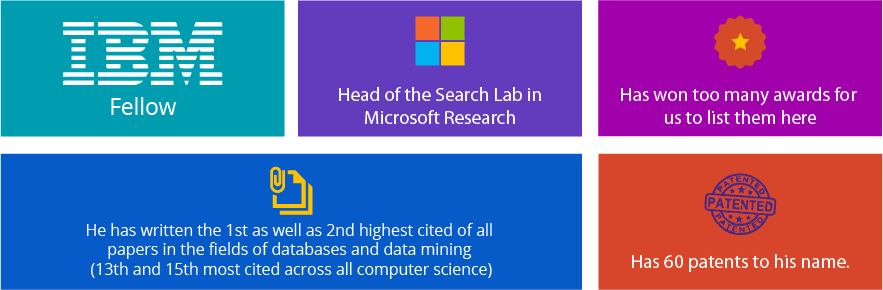 IBM
Fellow
Head of the Search Lab in
Microsoft Research
Has won too many awards for
us to list them here
He has written the 1st as well as 2nd highest cited of all
papers in the fields of databases and data mining
(13th and 15th most cited across all computer science)
PATENTED
PATENTED
PATENTED
Has 60 patents to his name.